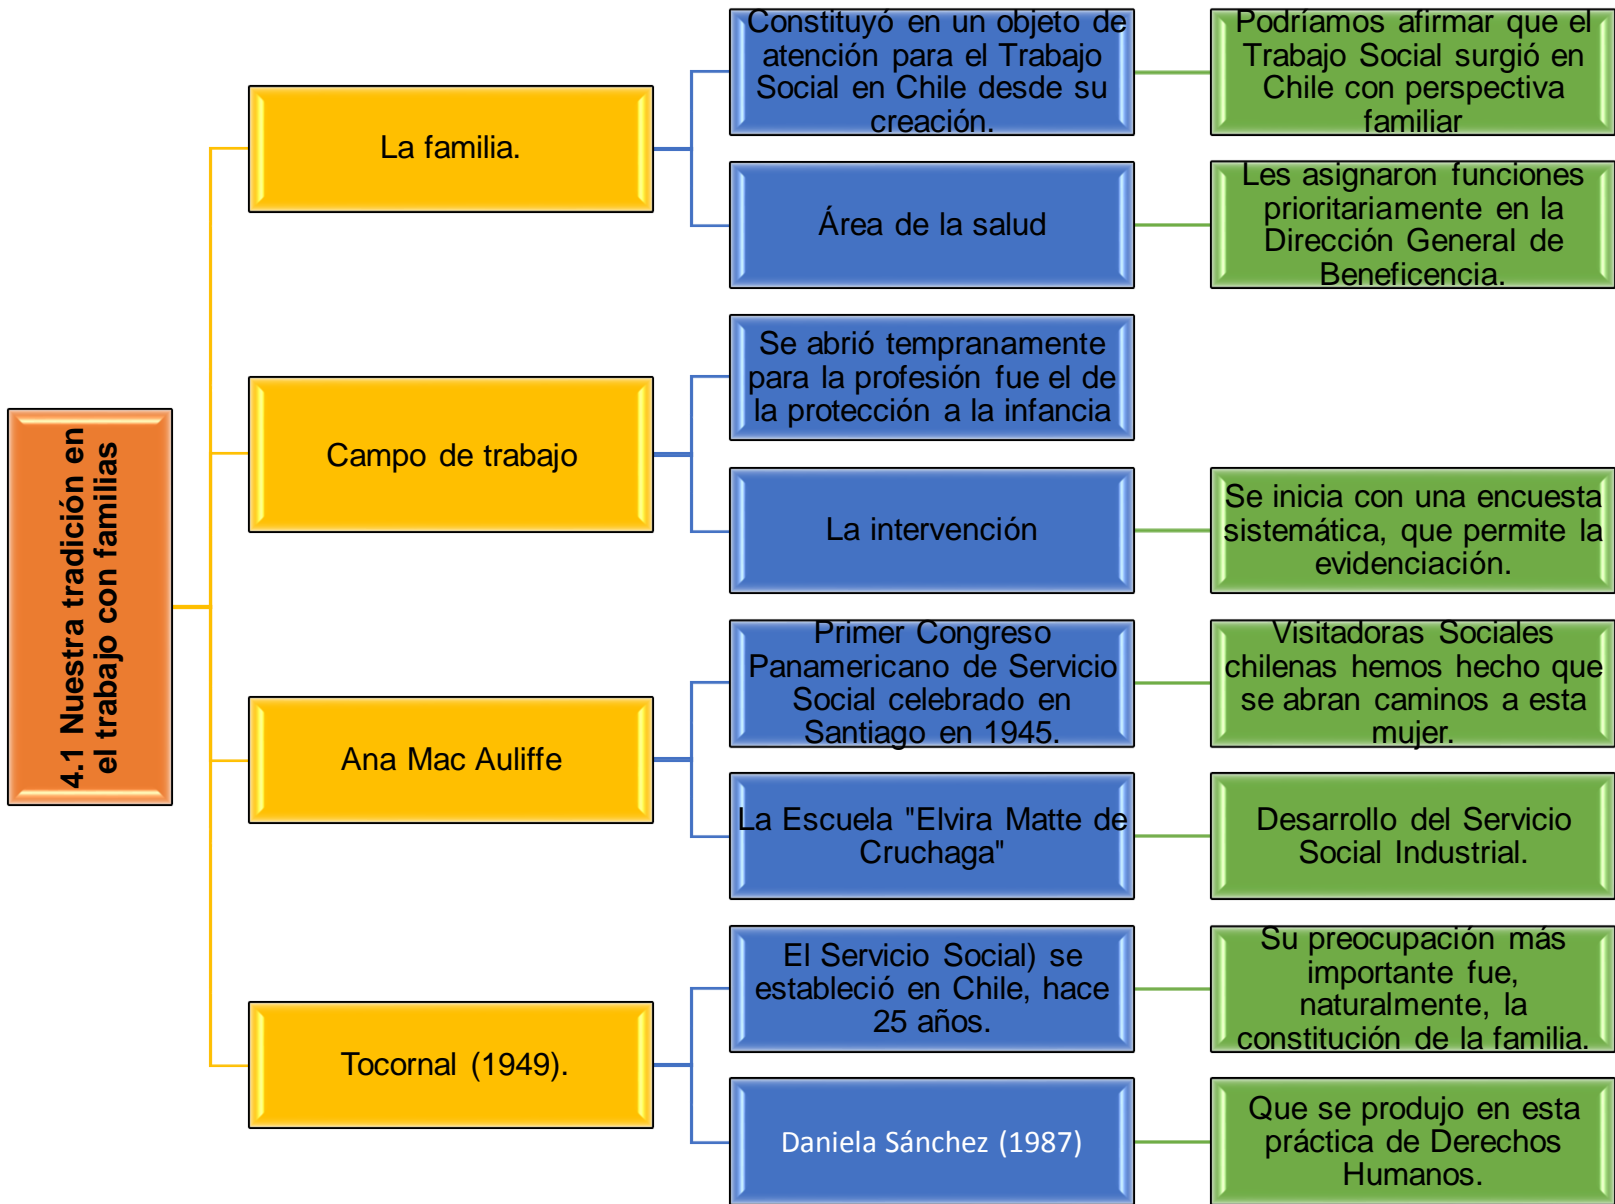 4.1 Nuestra tradición en
el trabajo con familias
La familia.
Constituyó en un objeto de
atención para el Trabajo
Social en Chile desde su
creación.
Podríamos afirmar que el
Trabajo Social surgió en
Chile con perspectiva
familiar
Área de la salud
Les asignaron funciones
prioritariamente en la
Dirección General de
Beneficencia.
Campo de trabajo
Se abrió tempranamente
para la profesión fue el de
la protección a la infancia
La intervención
Se inicia con una encuesta
sistemática, que permite la
evidenciación.
Ana Mac Auliffe
Primer Congreso
Panamericano de Servicio
Social celebrado en
Santiago en 1945.
Visitadoras Sociales
chilenas hemos hecho que
se abran caminos a esta
mujer.
La Escuela "Elvira Matte de
Cruchaga"
Desarrollo del Servicio
Social Industrial.
Tocornal (1949).
El Servicio Social) se
estableció en Chile, hace
25 años.
Su preocupación más
importante fue,
naturalmente, la
constitución de la familia.
Daniela Sánchez (1987)
Que se produjo en esta
práctica de Derechos
Humanos.